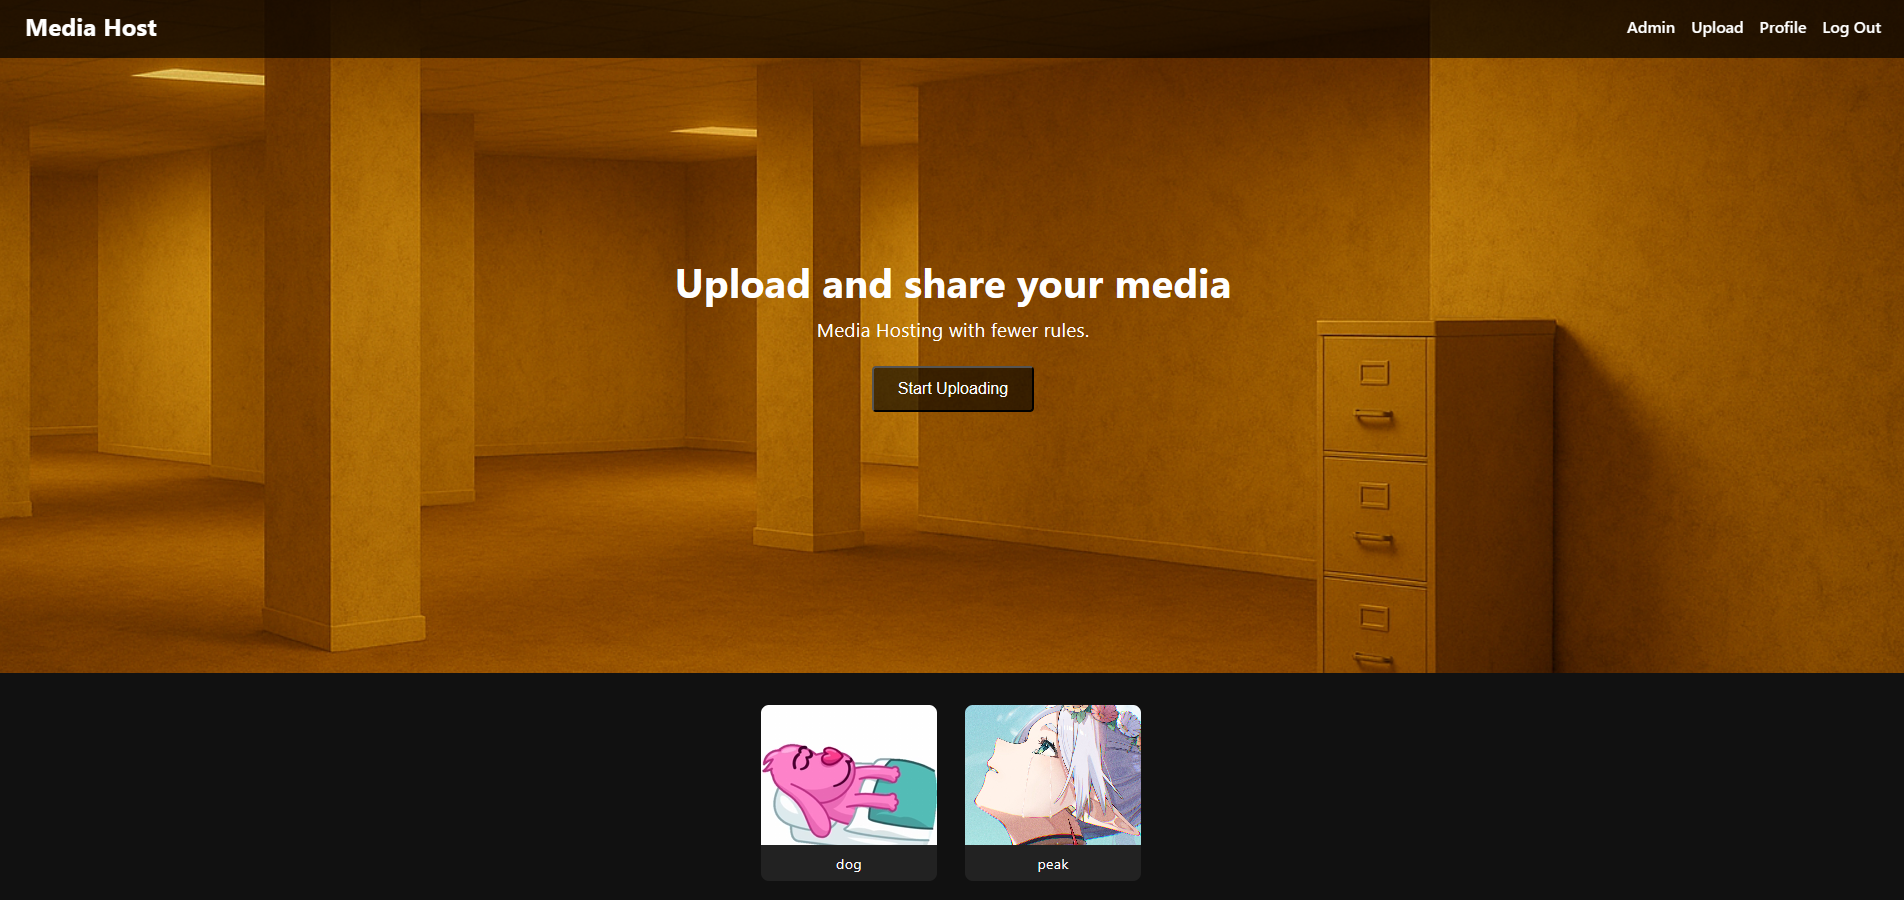 Media Host
Admin Upload Profile Log Out
Upload and share your media
Media Hosting with fewer rules.
Start Uploading
dog
peak